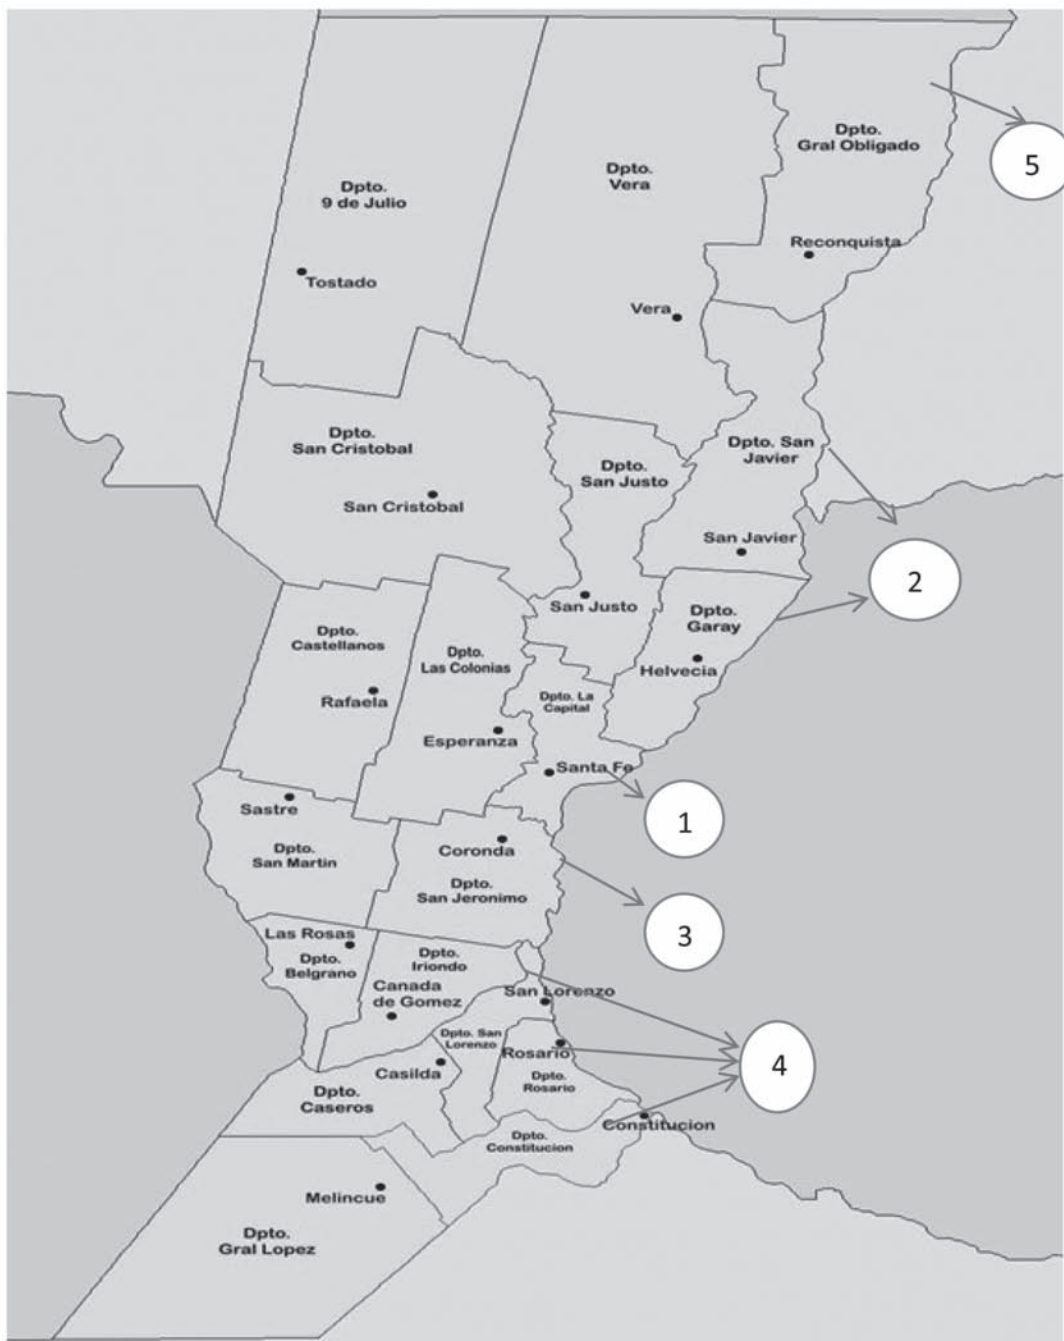 Dpto.
Gral Obligado
5
Dpto.
Vera
Dpto.
9 de Julio
Reconquista
Tostado
Vera
Dpto.
San Cristobal
Dpto. San
Javier
Dpto.
San Justo
San Cristobal
San Javier
2
San Justo
Dpto.
Garay
Dpto.
Castellanos
Dpto.
Las Colonias
Helvecia
Rafaela
Dpto. La
Capital
Esperanza
Santa Fe
Sastre
1
Coronda
Dpto.
San Martin
Dpto.
San Jeronimo
3
Las Rosas
Dpto.
Belgrano
Dpto.
Iriondo
Canada
de Gomez
San Lorenzo
Dpto. San
Lorenzo
Rosario
4
Casilda
Dpto.
Rosario
Dpto.
Caseros
Constitucion
Dpto.
Constitucion
Melincue
Dpto.
Gral Lopez